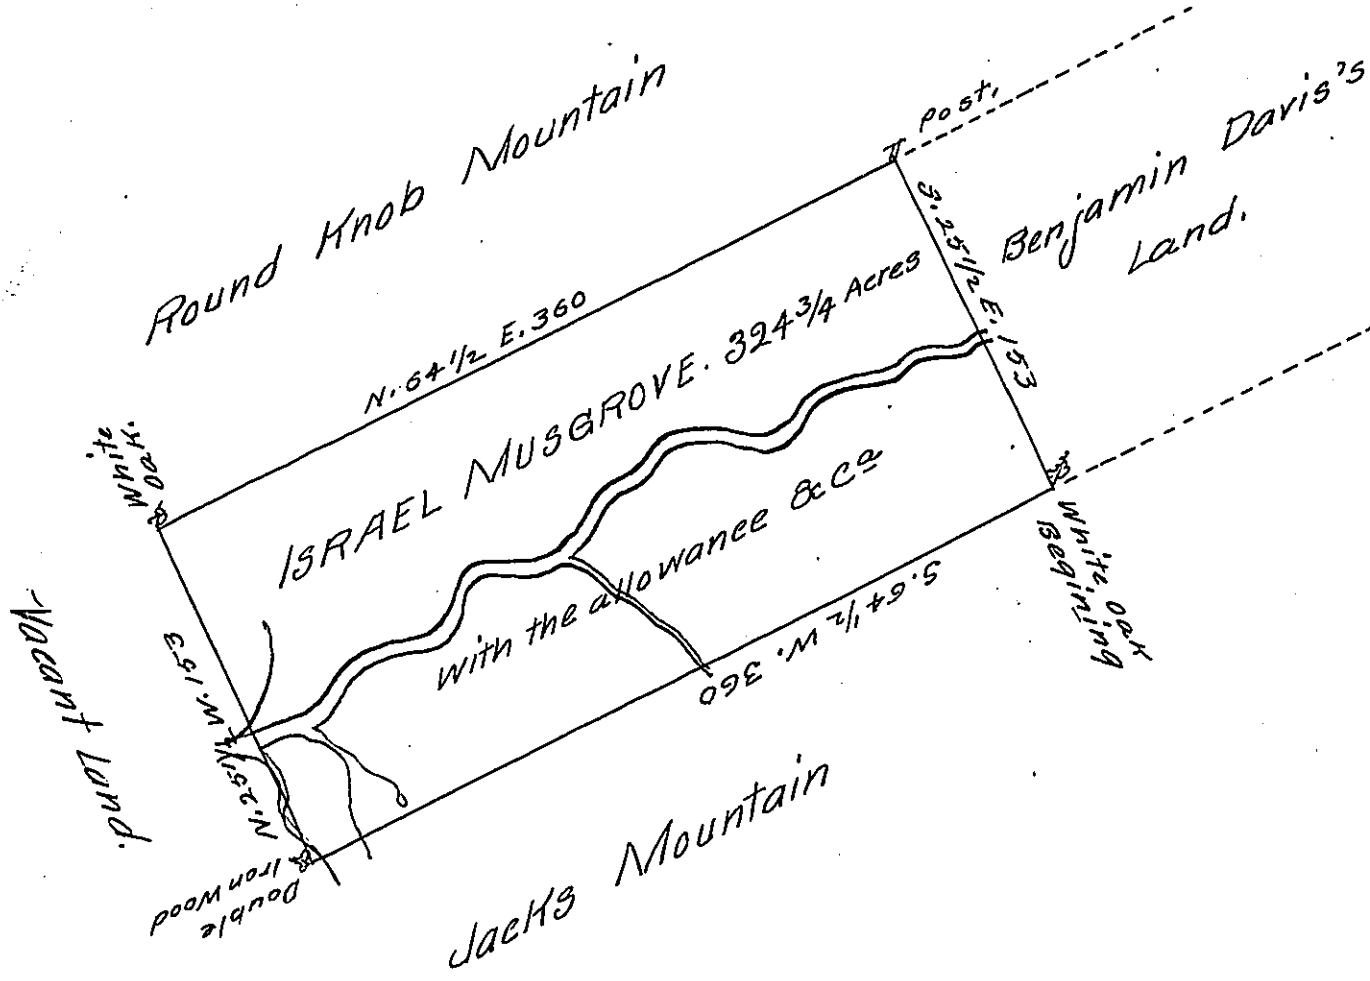 Round Knob Mountain
Post.
Benjamin Davis's
Land.
S. 25 1/2 E. 153
N. 64 1/2 E. 360
ISRAEL MUSGROVE. 324 3/4 Acres
with the allowance & Cº
White
Oak.
White Oak
Begining
S. 64 1/2 W. 360
N. 25 1/2 W. 153
Vacant Land.
Double
Iron Wood
Jacks Mountain